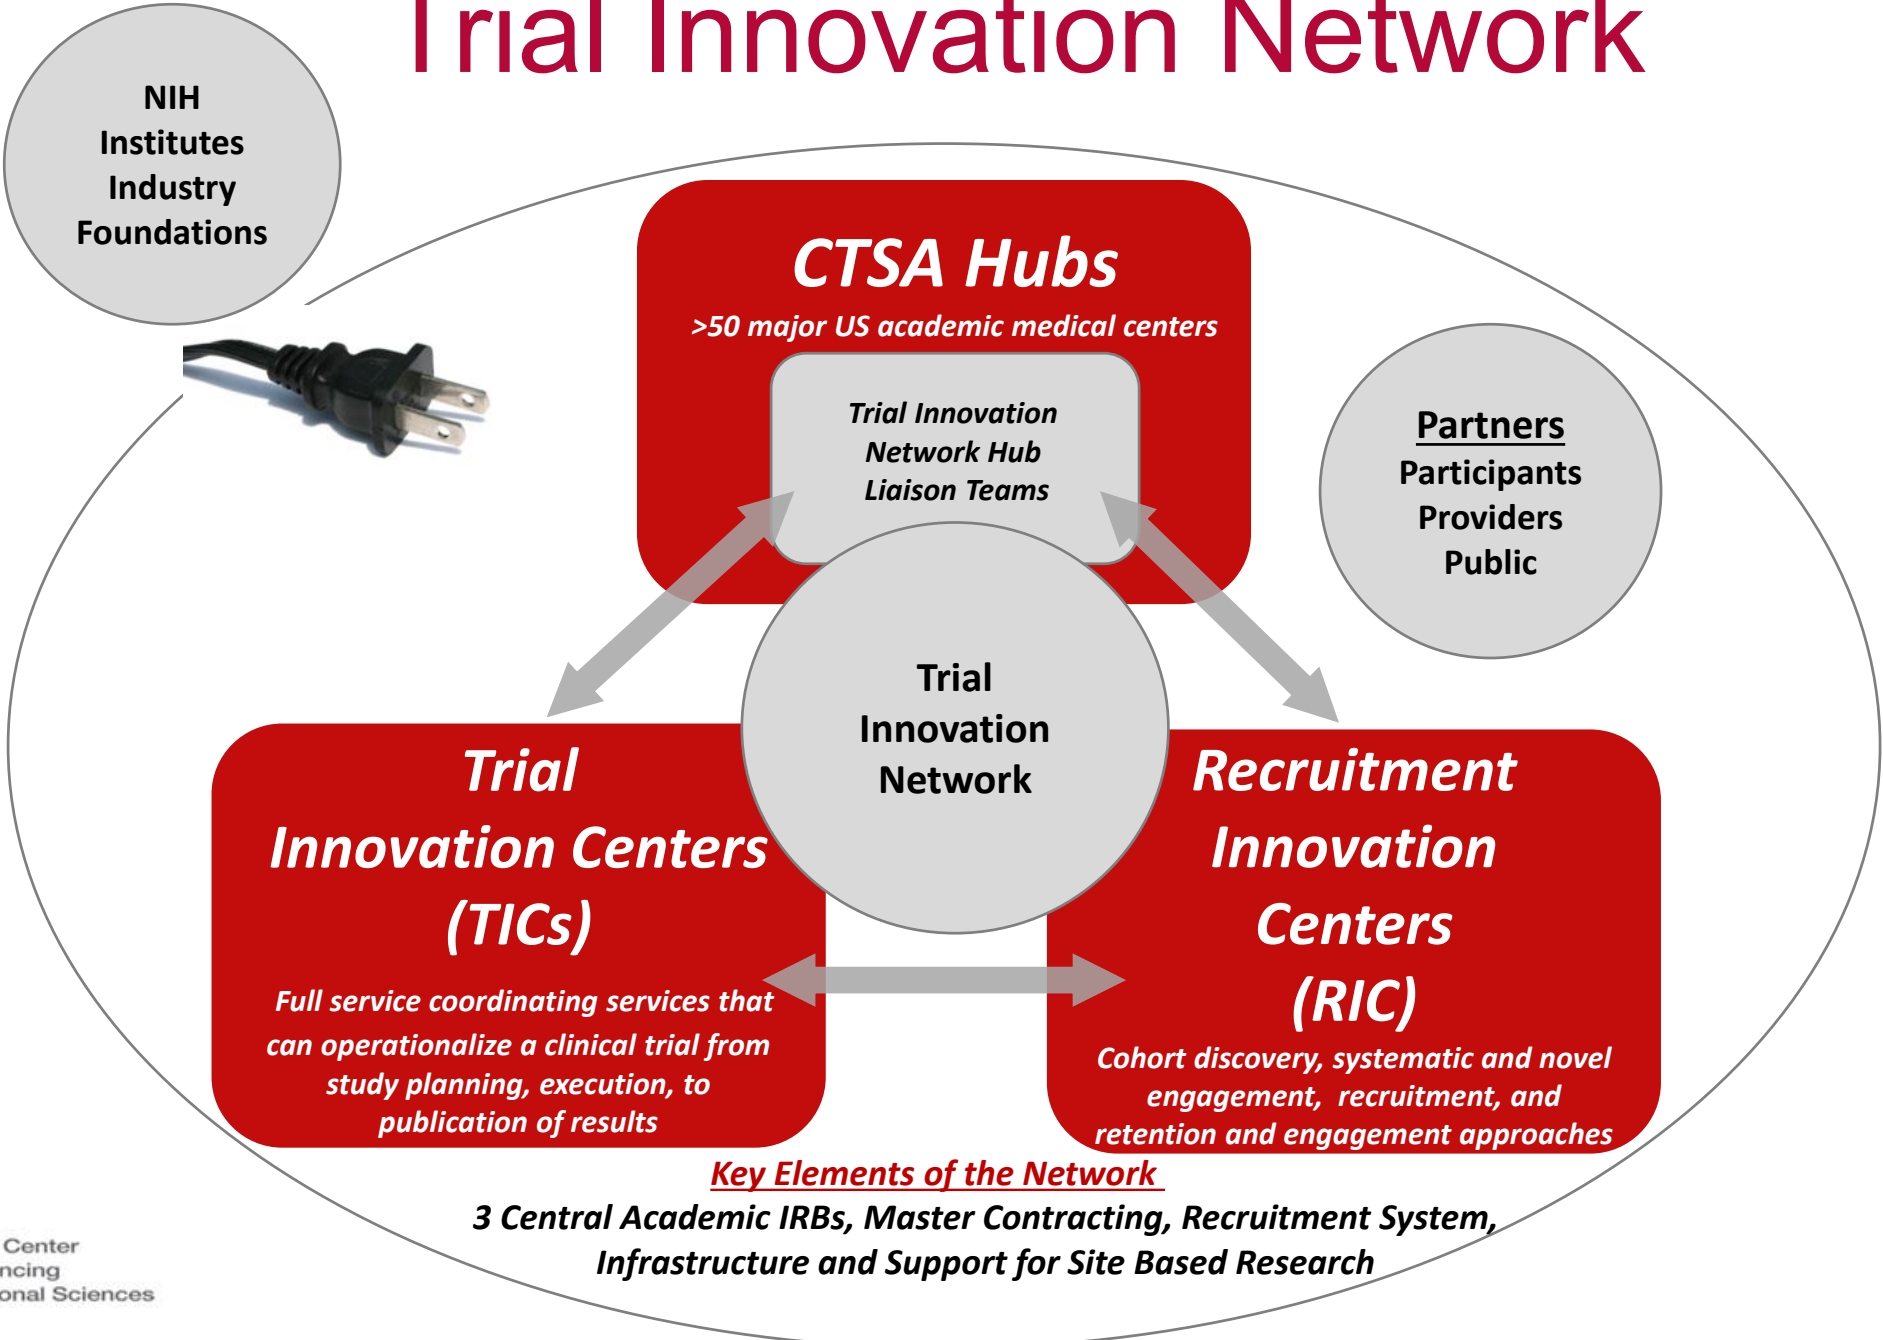 Trial Innovation Network
NIH
Institutes
Industry
Foundations
CTSA Hubs
>50 major US academic medical centers
Trial Innovation
Network Hub
Liaison Teams
Partners
Participants
Providers
Public
Trial
Innovation
Network
Trial
Innovation Centers
(TICs)
Full service coordinating services that
can operationalize a clinical trial from
study planning, execution, to
publication of results
Recruitment
Innovation
Centers
(RIC)
Cohort discovery, systematic and novel
engagement, recruitment, and
retention and engagement approaches
Key Elements of the Network
3 Central Academic IRBs, Master Contracting, Recruitment System,
Infrastructure and Support for Site Based Research
Center
ncing
onal Sciences